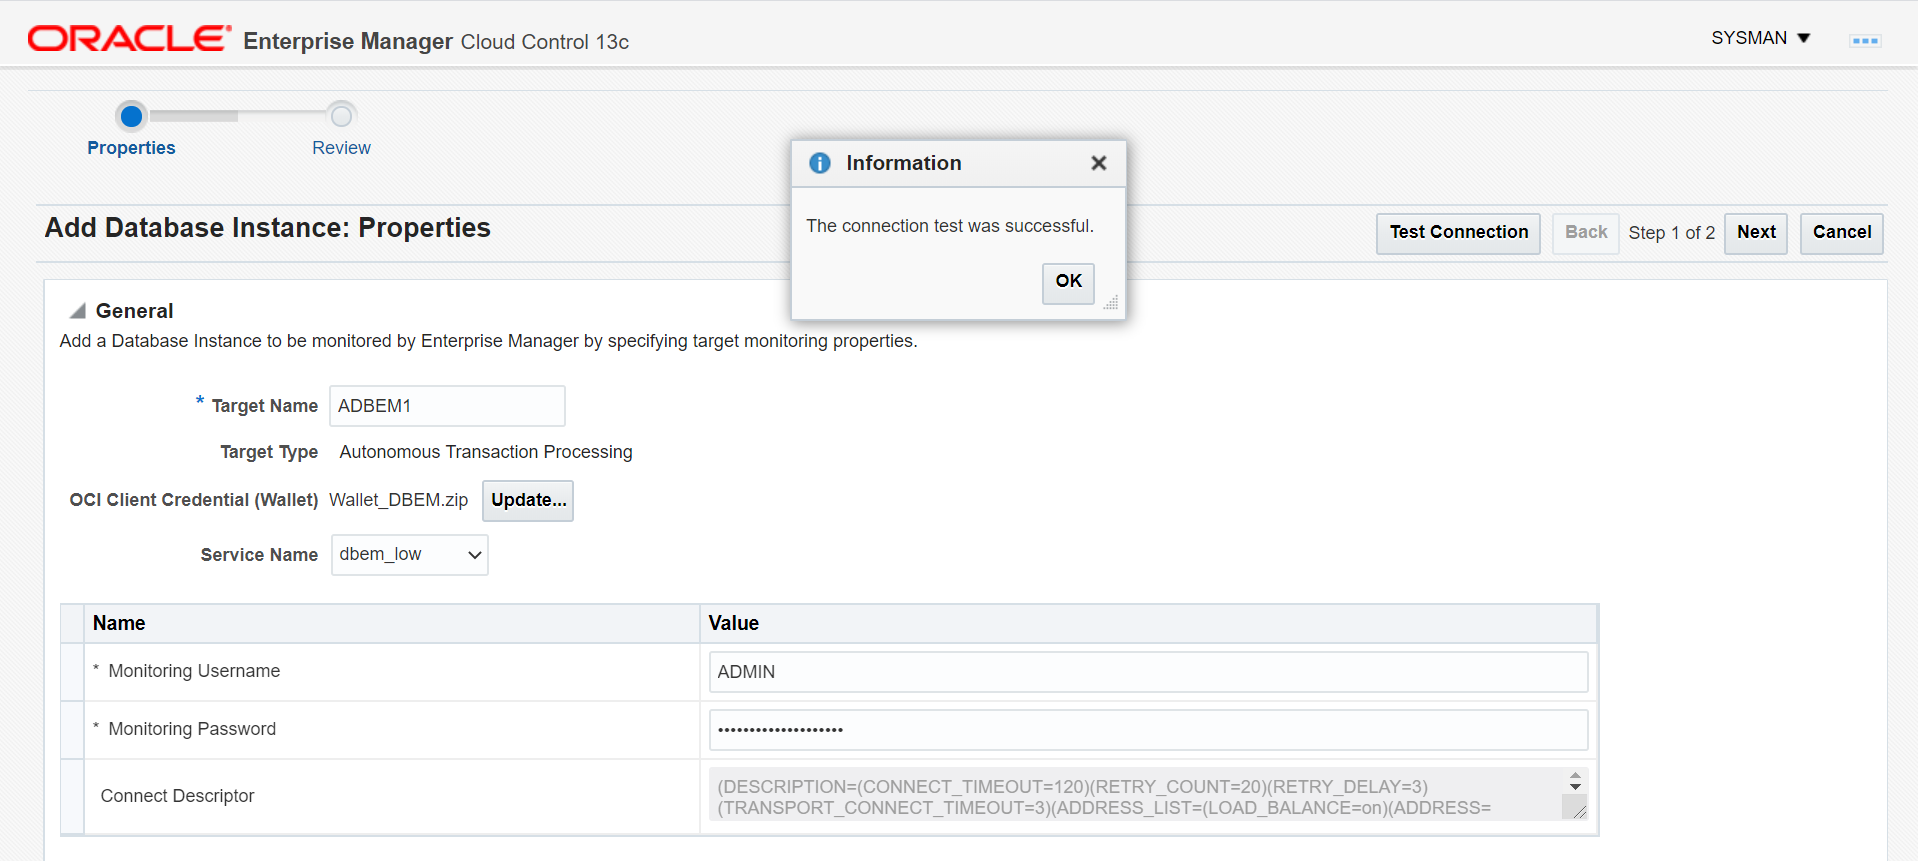 ORACLE Enterprise Manager Cloud Control 13c
SYSMAN
Properties
Review
Information
The connection test was successful.
OK
Add Database Instance: Properties
Test Connection Back Step 1 of 2 Next Cancel
General
Add a Database Instance to be monitored by Enterprise Manager by specifying target monitoring properties.
* Target Name ADBEM1
Target Type Autonomous Transaction Processing
OCI Client Credential (Wallet) Wallet_DBEM.zip Update...
Service Name dbem_low
Name Value
* Monitoring Username ADMIN
* Monitoring Password ••••••••••••••••••••
Connect Descriptor
(DESCRIPTION=(CONNECT_TIMEOUT=120)(RETRY_COUNT=20)(RETRY_DELAY=3)
(TRANSPORT_CONNECT_TIMEOUT=3)(ADDRESS_LIST=(LOAD_BALANCE=on)(ADDRESS=